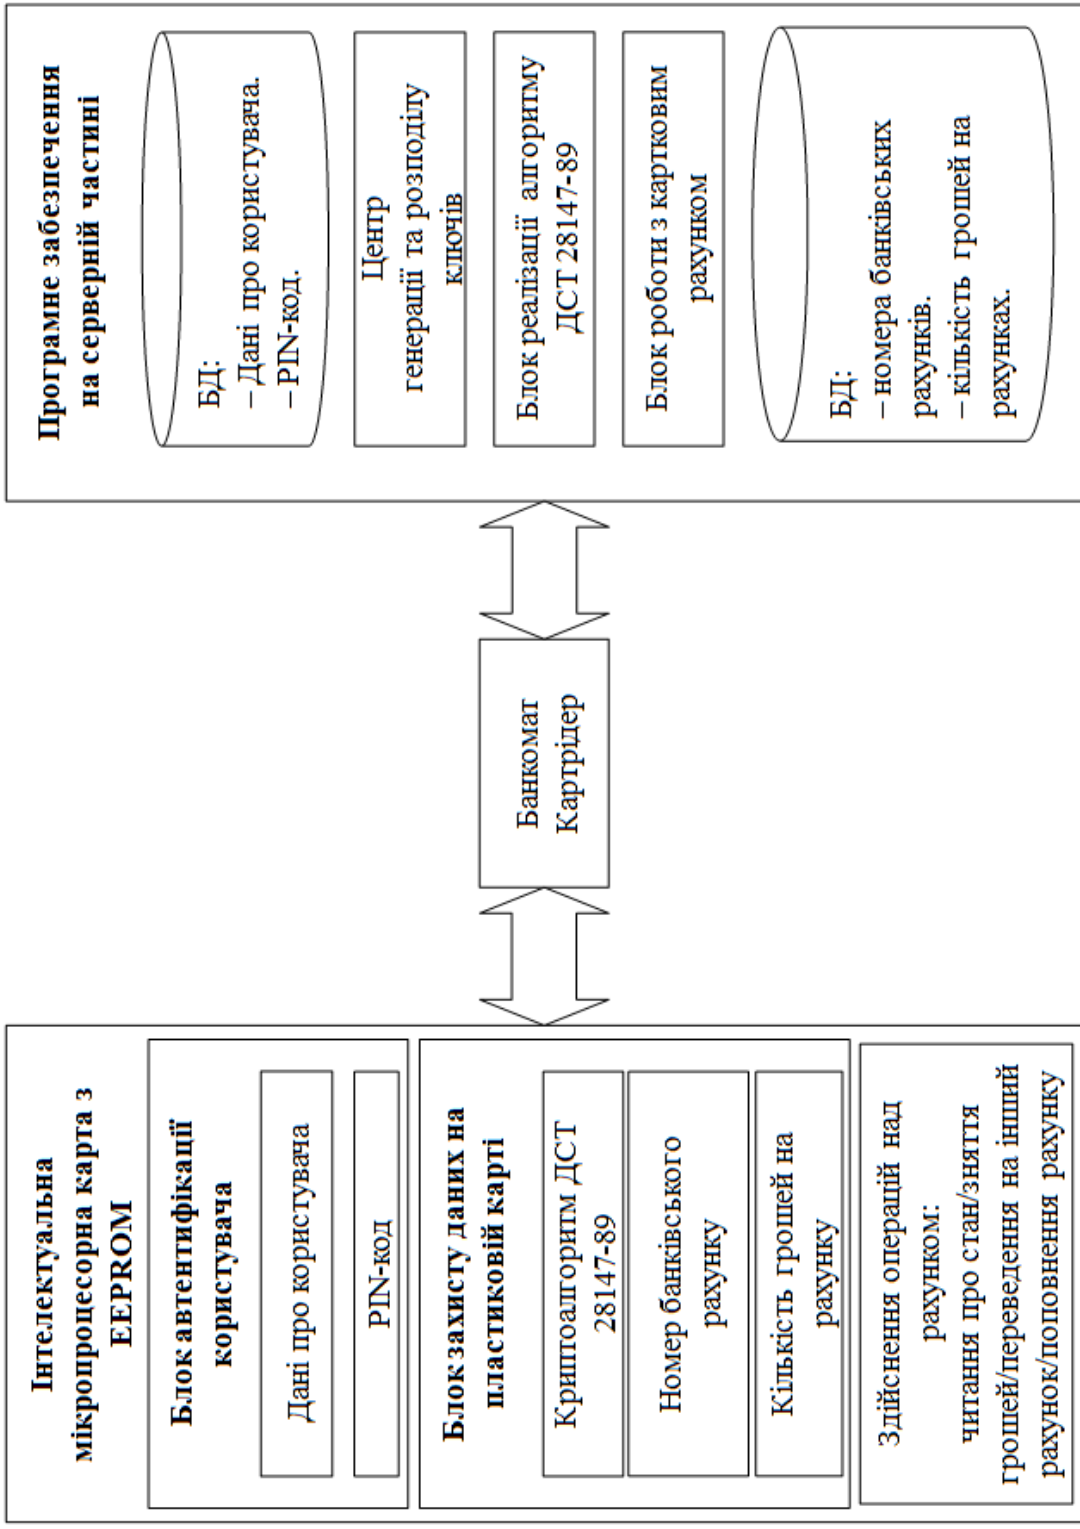 Інтелектуальна
мікропроцесорна карта з
EEPROM
Блок автентифікації
користувача
Дані про користувача
PIN-код
Блок захисту даних на
пластиковій карті
Криптоалгоритм ДСТ
28147-89
Номер банківського
рахунку
Кількість грошей на
рахунку
Здійснення операцій над
рахунком:
читання про стан/зняття
грошей/переведення на інший
рахунок/поповнення рахунку
Банкомат
Картрідер
Програмне забезпечення
на серверній частині
БД:
– Дані про користувача.
– PIN-код.
Центр
генерації та розподілу
ключів
Блок реалізації алгоритму
ДСТ 28147-89
Блок роботи з картковим
рахунком
БД:
– номера банківських
рахунків.
– кількість грошей на
рахунках.